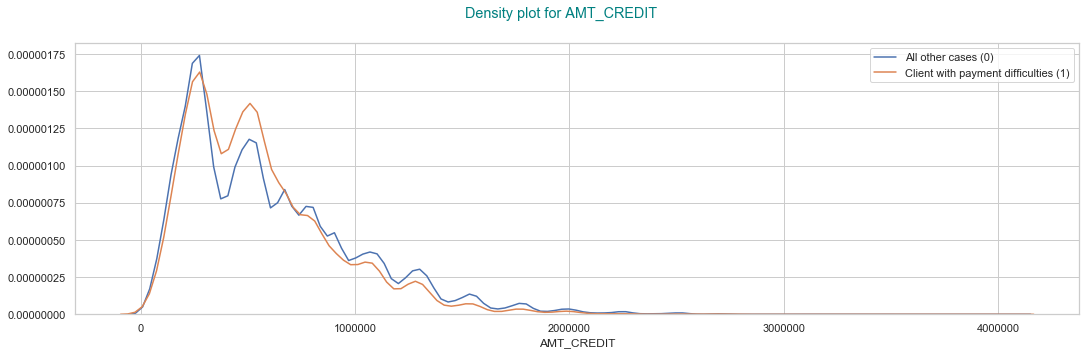 Density plot for AMT_CREDIT
All other cases (0)
Client with payment difficulties (1)
0.00000175
0.00000150
0.00000125
0.00000100
0.00000075
0.00000050
0.00000025
0.00000000
0 1000000 2000000 3000000 4000000
AMT_CREDIT